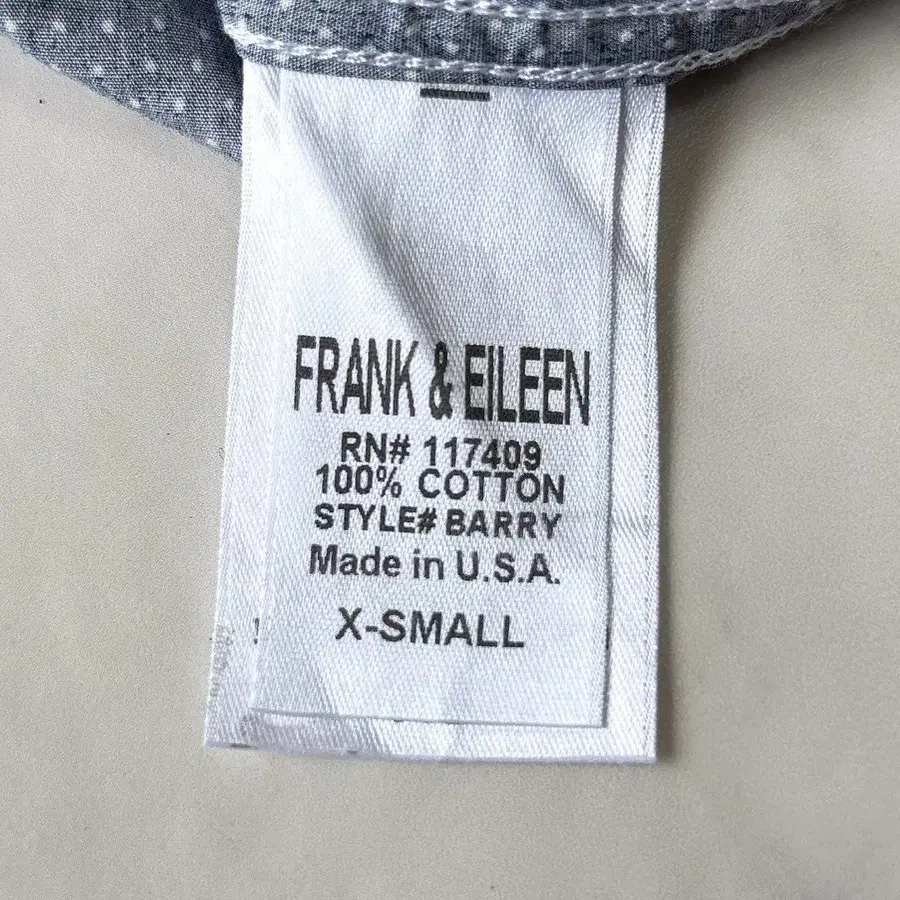 FRANK & EILEEN
RN# 117409
100% COTTON
STYLE# BARRY
Made in U.S.A.
X-SMALL